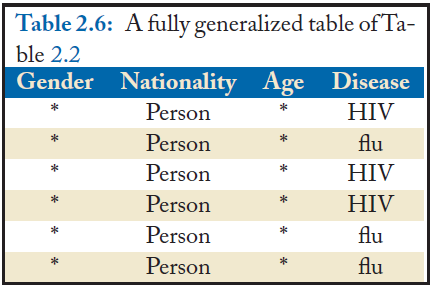 Table 2.6: A fully generalized table of Ta-
ble 2.2
Gender Nationality Age Disease
* Person * HIV
* Person * flu
* Person * HIV
* Person * HIV
* Person * flu
* Person * flu